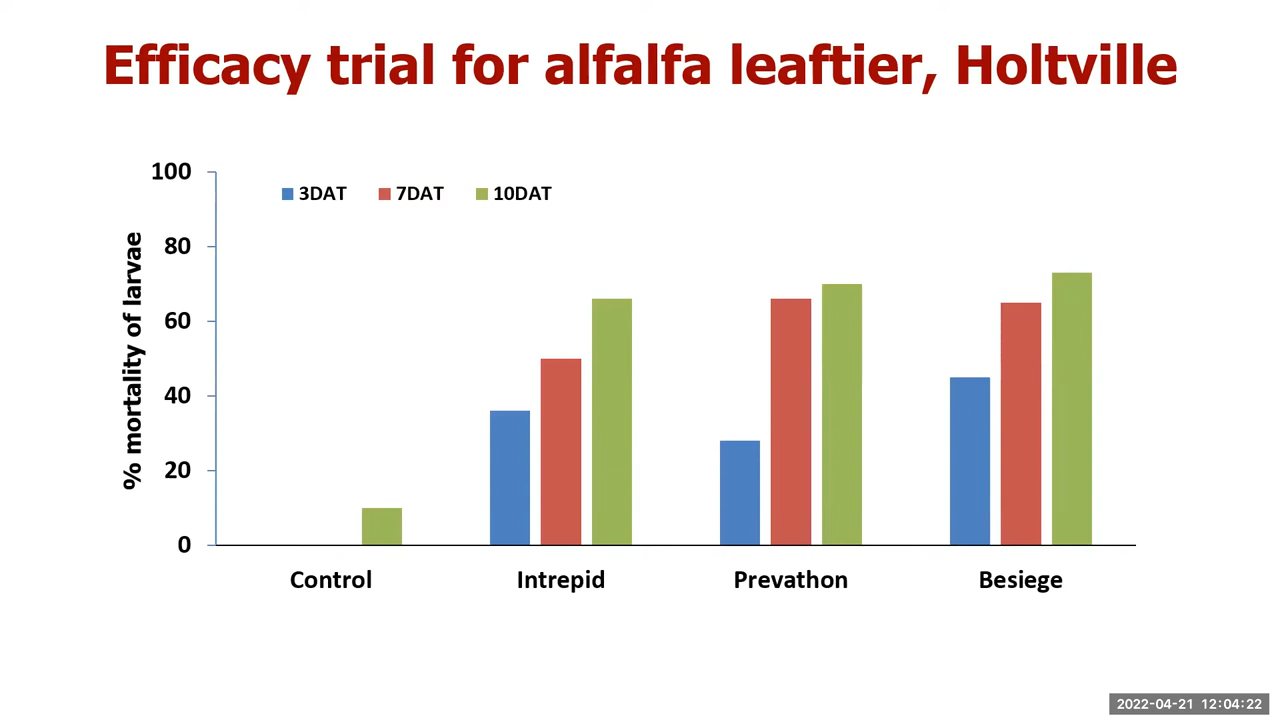 Efficacy trial for alfalfa leaftier, Holtville
100
80
60
40
20
0
% mortality of larvae
3DAT 7DAT 10DAT
Control Intrepid Prevathon Besiege
2022-04-21 12:04:22